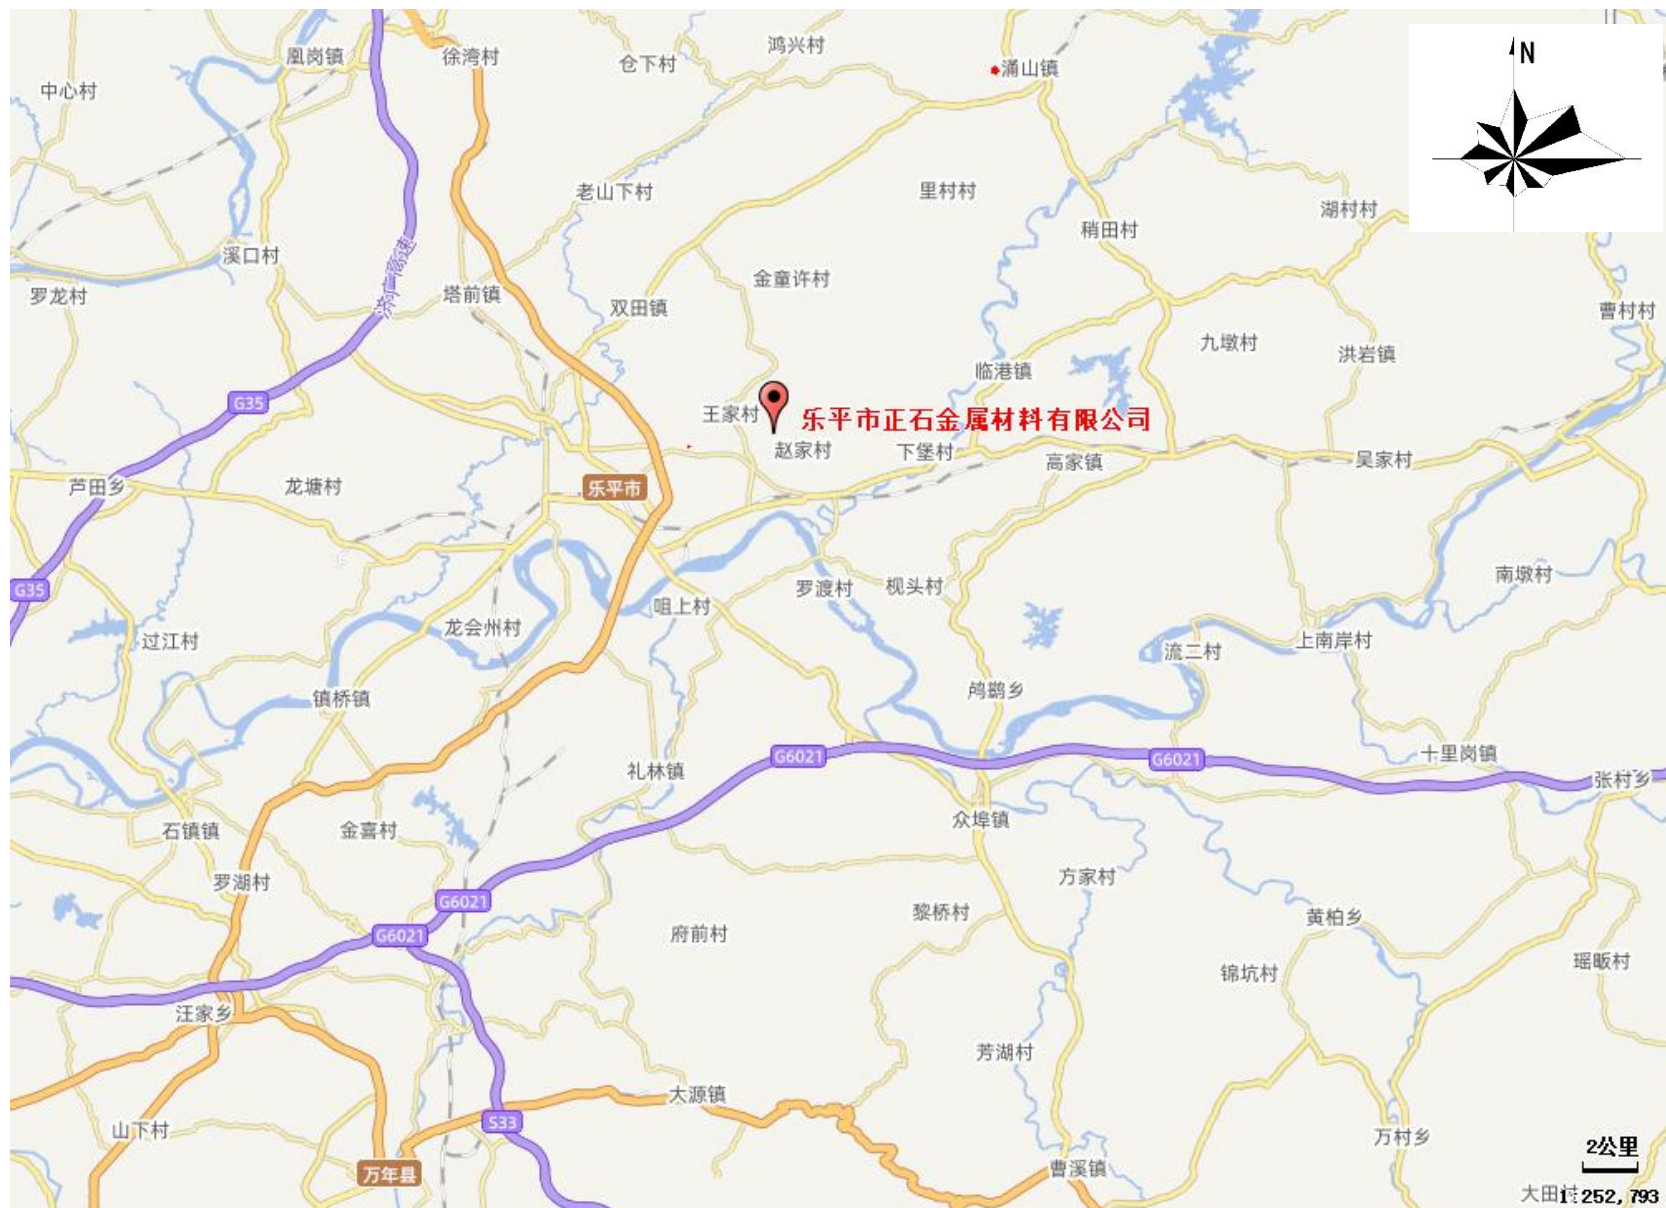 凰岗镇
徐湾村
鸿兴村
仓下村
涌山镇
中心村
N
老山下村
里村村
湖村村
稍田村
溪口村
济广高速
金童许村
罗龙村
塔前镇
双田镇
曹村村
九墩村
洪岩镇
临港镇
G35
王家村
乐平市正石金属材料有限公司
赵家村
下堡村
高家镇
吴家村
芦田乡
龙塘村
乐平市
G35
南墩村
罗渡村
枧头村
咀上村
龙会州村
过江村
上南岸村
流二村
鸬鹚乡
镇桥镇
G6021
G6021
十里岗镇
礼林镇
张村乡
众埠镇
石镇镇
金喜村
方家村
罗湖村
G6021
黎桥村
黄柏乡
G6021
府前村
瑶畈村
锦坑村
汪家乡
芳湖村
大源镇
S33
山下村
万村乡
2公里
万年县
曹溪镇
大田村
1:252,793